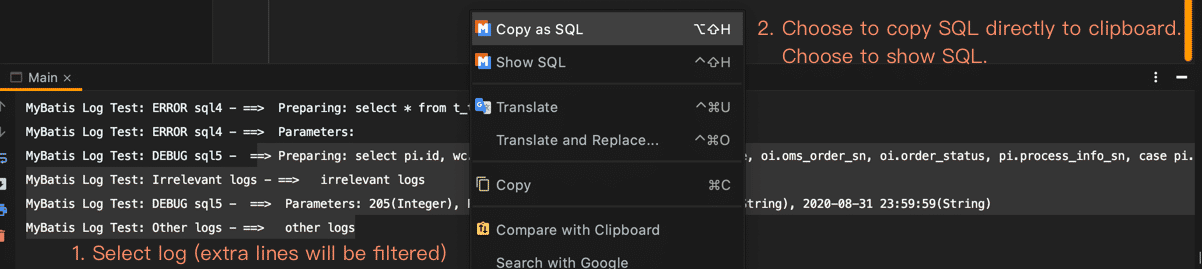 Copy as SQL ⌥⇧H
2. Choose to copy SQL directly to clipboard.
Show SQL ^⇧H
Choose to show SQL.
Main ×
MyBatis Log Test: ERROR sql4 - ==>  Preparing: select * from t_
Translate ^⌘U
MyBatis Log Test: ERROR sql4 - ==>  Parameters:
Translate and Replace... ^⌘O
MyBatis Log Test: DEBUG sql5 -  ==> Preparing: select pi.id, wc , oi.oms_order_sn, oi.order_status, pi.process_info_sn, case pi.
MyBatis Log Test: Irrelevant logs - ==>   irrelevant logs
Copy ⌘C
MyBatis Log Test: DEBUG sql5 -  ==>  Parameters: 205(Integer), String), 2020-08-31 23:59:59(String)
MyBatis Log Test: Other logs - ==>   other logs
Compare with Clipboard
1. Select log (extra lines will be filtered)
Search with Google